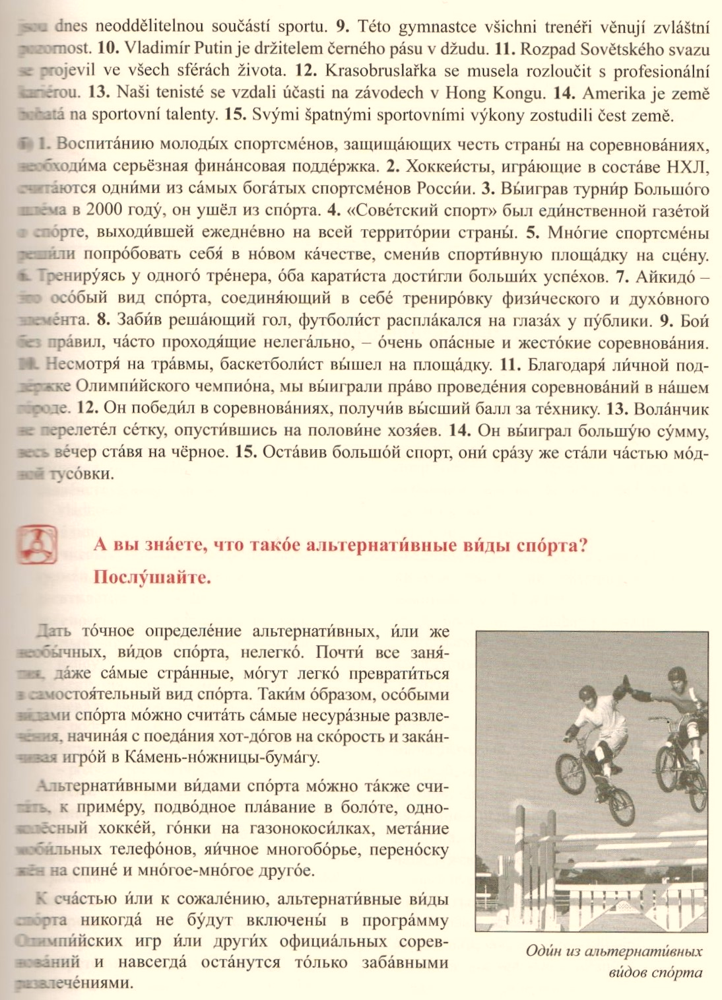 jsou dnes neoddělitelnou součástí sportu. 9. Této gymnastce všichni trenéři věnují zvláštní
pozornost. 10. Vladimír Putin je držitelem černého pásu v džudu. 11. Rozpad Sovětského svazu
se projevil ve všech sférách života. 12. Krasobruslařka se musela rozloučit s profesionální
kariérou. 13. Naši tenisté se vzdali účasti na závodech v Hong Kongu. 14. Amerika je země
bohatá na sportovní talenty. 15. Svými špatnými sportovními výkony zostudili čest země.
1. Воспита́нию молоды́х спортсме́нов, защища́ющих честь страны́ на соревнова́ниях,
необходи́ма серьёзная фина́нсовая подде́ржка. 2. Хоккеи́сты, игра́ющие в соста́ве НХЛ,
счита́ются одни́ми из са́мых бога́тых спортсме́нов Росси́и. 3. Вы́играв турни́р Большо́го
шле́ма в 2000 году́, он ушёл из спо́рта. 4. «Сове́тский спорт» был еди́нственной газе́той
о спо́рте, выходи́вшей ежедне́вно на всей террито́рии страны́. 5. Мно́гие спортсме́ны
реши́ли попро́бовать себя́ в но́вом ка́честве, смени́в спорти́вную площа́дку на сце́ну.
6. Трениру́ясь у одного́ тре́нера, о́ба карати́ста дости́гли больши́х успе́хов. 7. Айкидо́ –
это осо́бый вид спо́рта, соединя́ющий в себе́ трениро́вку физи́ческого и духо́вного
элеме́нта. 8. Заби́в реша́ющий гол, футболи́ст распла́кался на глаза́х у пу́блики. 9. Бои́
без пра́вил, ча́сто проходя́щие нелега́льно, – о́чень опа́сные и жесто́кие соревнова́ния.
10. Несмотря́ на тра́вмы, баскетболи́ст вы́шел на площа́дку. 11. Благодаря́ ли́чной под-
де́ржке Олимпи́йского чемпио́на, мы вы́играли пра́во проведе́ния соревнова́ний в на́шем
го́роде. 12. Он победи́л в соревнова́ниях, получи́в вы́сший балл за те́хнику. 13. Вола́нчик
не перелете́л се́тку, опусти́вшись на полови́не хозя́ев. 14. Он вы́играл большу́ю су́мму,
весь ве́чер ста́вя на чёрное. 15. Оста́вив большо́й спорт, они́ сра́зу же ста́ли ча́стью мо́д-
ной тусо́вки.
А вы зна́ете, что тако́е альтернати́вные ви́ды спо́рта?
Послу́шайте.
Дать то́чное определе́ние альтернати́вных, и́ли же
необы́чных, ви́дов спо́рта, нелегко́. Почти́ все заня́-
тия, да́же са́мые стра́нные, мо́гут легко́ преврати́ться
в самостоя́тельный вид спо́рта. Таки́м о́бразом, осо́быми
ви́дами спо́рта мо́жно счита́ть са́мые несура́зные развле-
че́ния, начина́я с поеда́ния хот-до́гов на ско́рость и зака́н-
чивая игро́й в Ка́мень-но́жницы-бума́гу.
Альтернати́вными ви́дами спо́рта мо́жно та́кже счи-
та́ть, к приме́ру, подво́дное пла́вание в боло́те, одно-
колёсный хокке́й, го́нки на газонокоси́лках, мета́ние
моби́льных телефо́нов, яи́чное многобо́рье, перено́ску
жён на спине́ и мно́гое-мно́гое друго́е.
К сча́стью и́ли к сожале́нию, альтернати́вные ви́ды
спо́рта никогда́ не бу́дут включены́ в програ́мму
Олимпи́йских игр и́ли други́х официа́льных сорев-
нова́ний и навсегда́ оста́нутся то́лько заба́вными
развлече́ниями.
Оди́н из альтернати́вных
ви́дов спо́рта